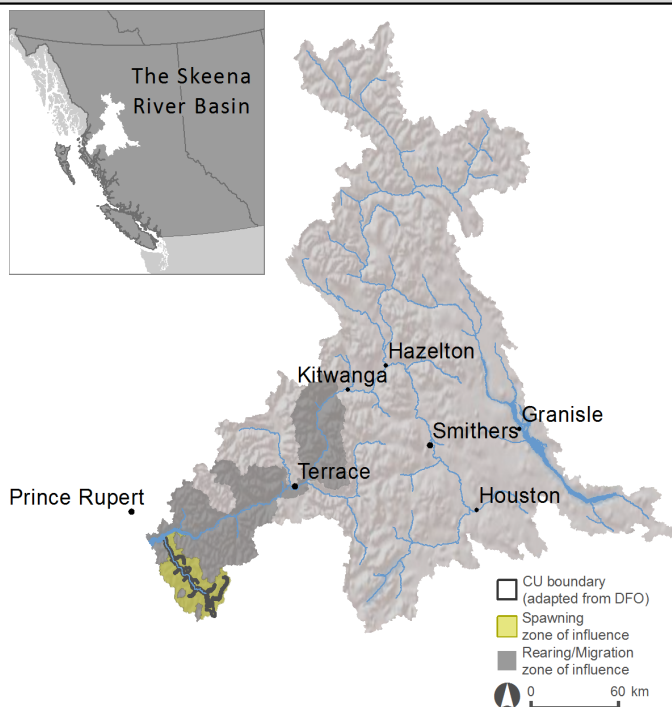 The Skeena
River Basin
Hazelton
Kitwanga
Granisle
Smithers
Terrace
Prince Rupert
Houston
CU boundary
(adapted from DFO)
Spawning
zone of influence
Rearing/Migration
zone of influence
0 60 km